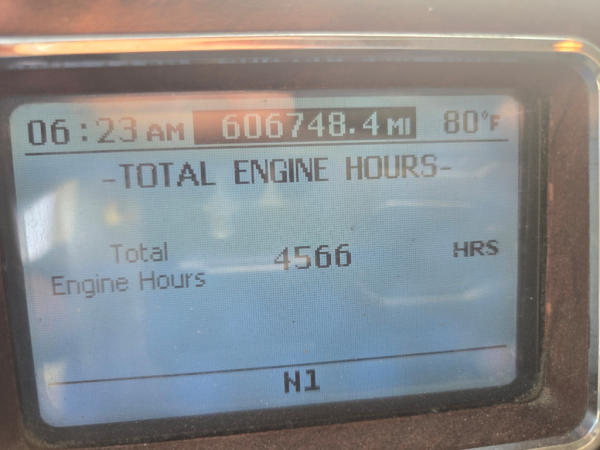 06:23 AM 606748.4 MI 80°F
-TOTAL ENGINE HOURS-
Total
Engine Hours 4566 HRS
N1